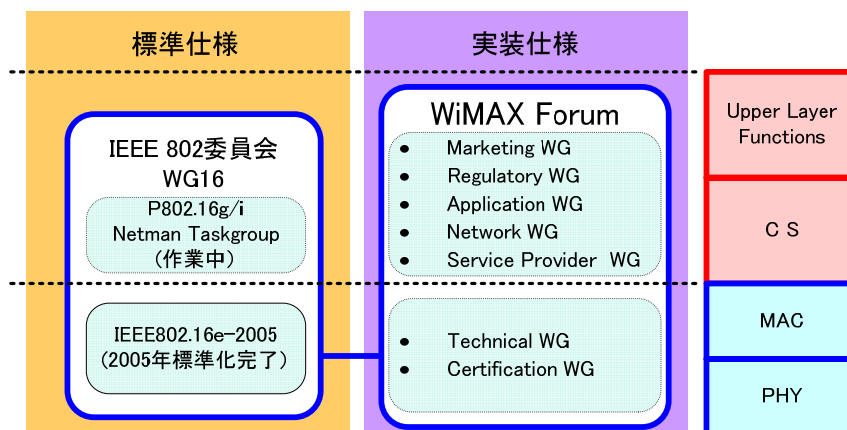 標準仕様
実装仕様
IEEE 802委員会
WG16
P802.16g/i
Netman Taskgroup
(作業中)
IEEE802.16e-2005
(2005年標準化完了)
WiMAX Forum
● Marketing WG
● Regulatory WG
● Application WG
● Network WG
● Service Provider WG
● Technical WG
● Certification WG
Upper Layer
Functions
C S
MAC
PHY